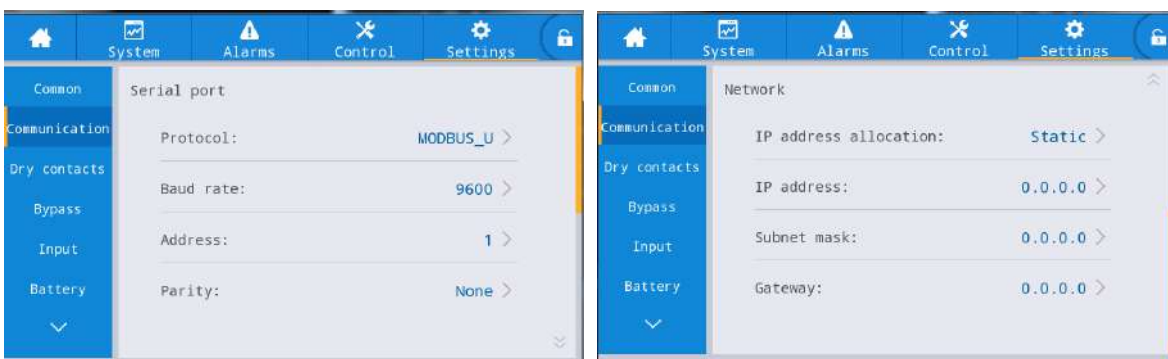 System Alarms Control Settings
Common
Communication
Dry contacts
Bypass
Input
Battery
Serial port
Protocol: MODBUS_U
Baud rate: 9600
Address: 1
Parity: None
System Alarms Control Settings
Common
Communication
Dry contacts
Bypass
Input
Battery
Network
IP address allocation: Static
IP address: 0.0.0.0
Subnet mask: 0.0.0.0
Gateway: 0.0.0.0